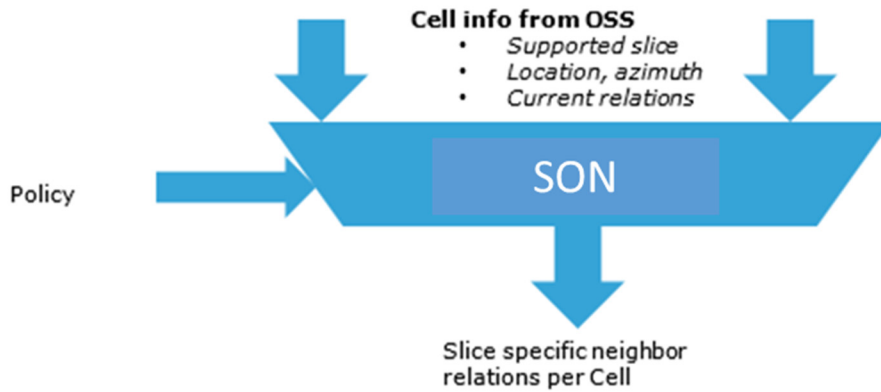 Cell info from OSS
• Supported slice
• Location, azimuth
• Current relations
SON
Policy
Slice specific neighbor
relations per Cell